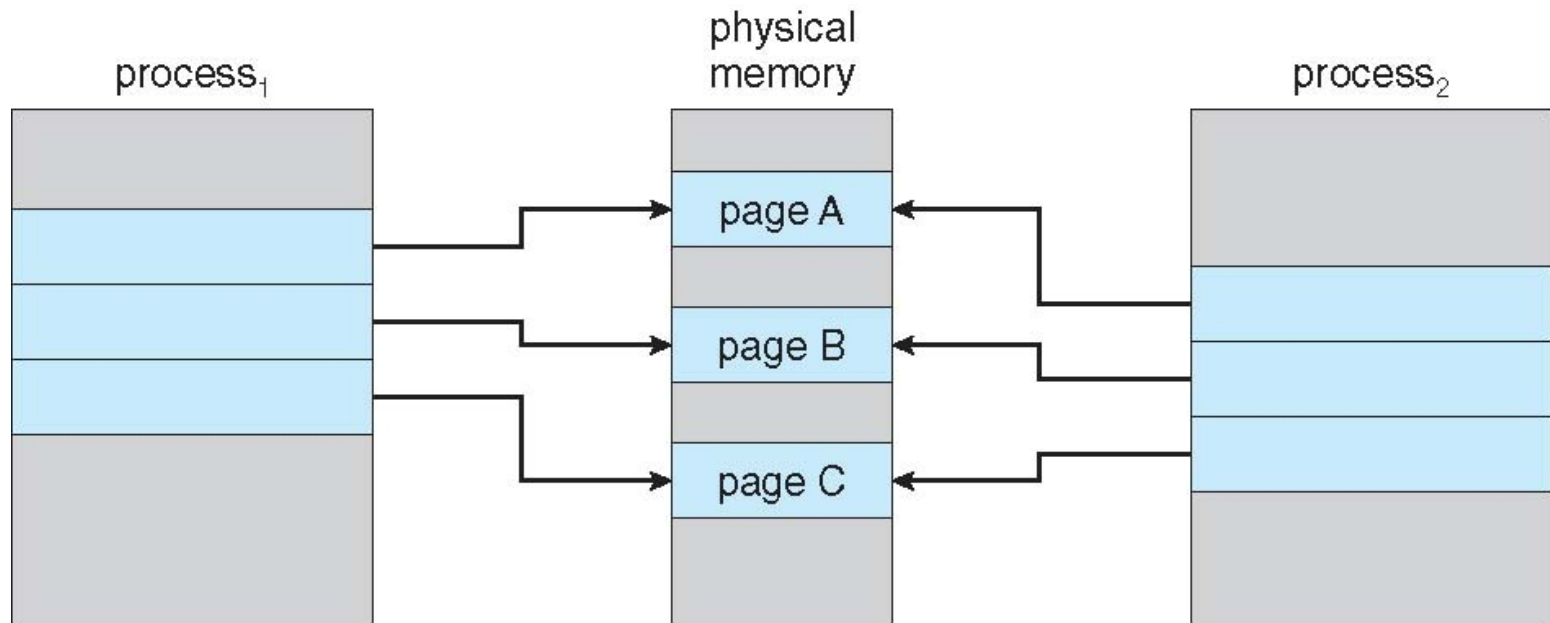 process₁
physical
memory
process₂
page A
page B
page C